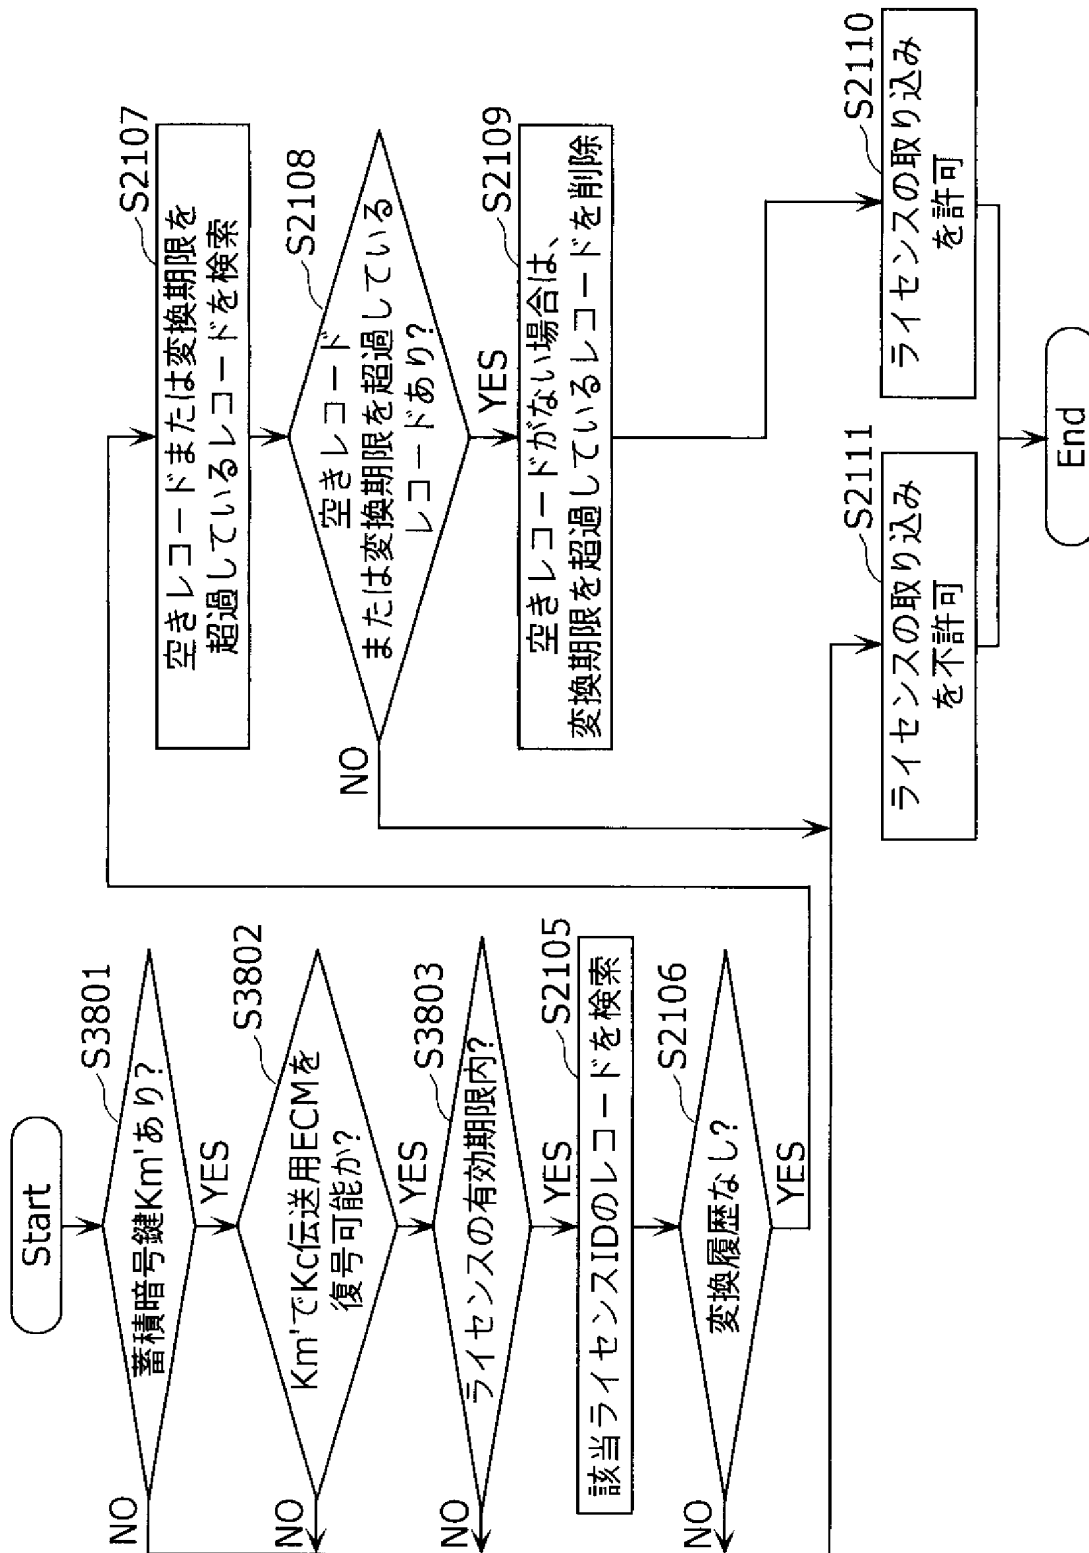 Start
S3801
蓄積暗号鍵Km'あり?
NO
YES
S3802
Km'でKc伝送用ECMを
復号可能か?
NO
YES
S3803
ライセンスの有効期限内?
NO
YES
S2105
該当ライセンスIDのレコードを検索
S2106
変換履歴なし?
NO
YES
S2107
空きレコードまたは変換期限を
超過しているレコードを検索
S2108
空きレコード
または変換期限を超過している
レコードあり?
NO
YES
S2109
空きレコードがない場合は、
変換期限を超過しているレコードを削除
S2111
ライセンスの取り込み
を不許可
S2110
ライセンスの取り込み
を許可
End